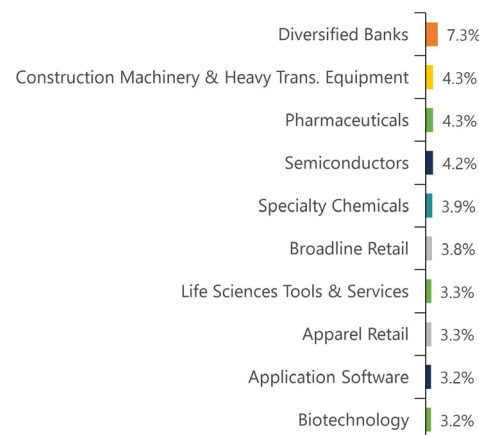 Diversified Banks 7.3%
Construction Machinery & Heavy Trans. Equipment 4.3%
Pharmaceuticals 4.3%
Semiconductors 4.2%
Specialty Chemicals 3.9%
Broadline Retail 3.8%
Life Sciences Tools & Services 3.3%
Apparel Retail 3.3%
Application Software 3.2%
Biotechnology 3.2%